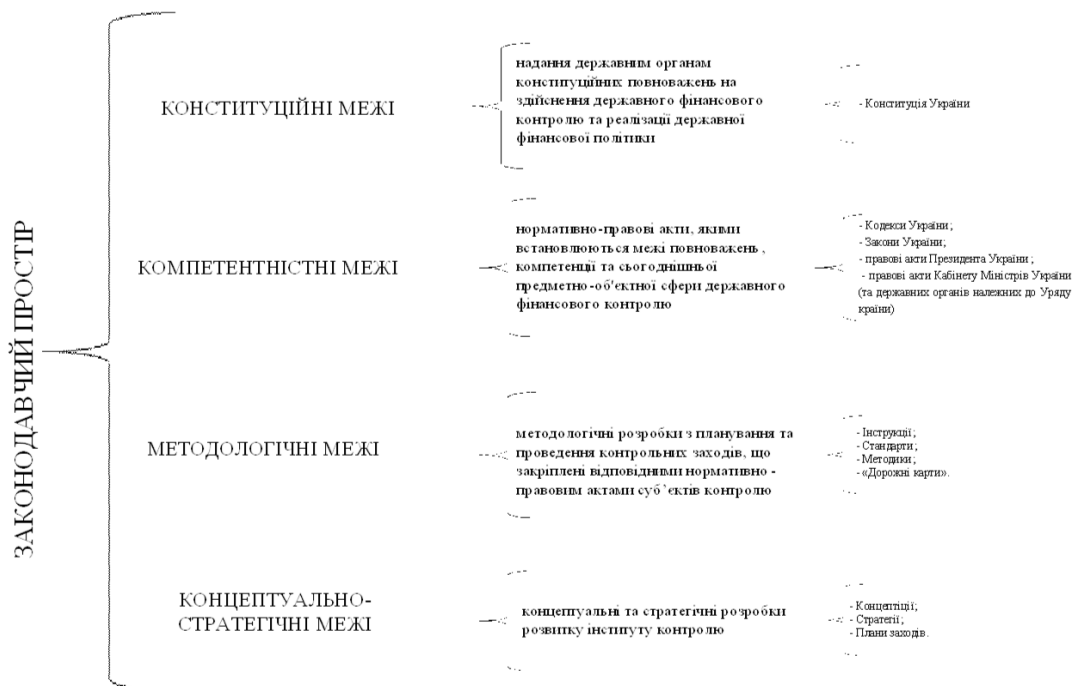 ЗАКОНОДАВЧИЙ ПРОСТІР
КОНСТИТУЦІЙНІ МЕЖІ
надання державним органам
конституційних повноважень на
здійснення державного фінансового
контролю та реалізації державної
фінансової політики
- Конституція України
КОМПЕТЕНТНІСТНІ МЕЖІ
нормативно-правові акти, якими
встановлюються межі повноважень ,
компетенції та сьогоднішньої
предметно-об'єктної сфери державного
фінансового контролю
- Кодекси України;
- Закони України;
- правові акти Президента України ;
- правові акти Кабінету Міністрів України
(та державних органів належних до Уряду
країни)
МЕТОДОЛОГІЧНІ МЕЖІ
методологічні розробки з планування та
проведення контрольних заходів, що
закріплені відповідними нормативно -
правовим актами суб’єктів контролю
- Інструкції;
- Стандарти;
- Методики;
- «Дорожні карти».
КОНЦЕПТУАЛЬНО-
СТРАТЕГІЧНІ МЕЖІ
концептуальні та стратегічні розробки
розвитку інституту контролю
- Концептіції;
- Стратегії;
- Плани заходів.